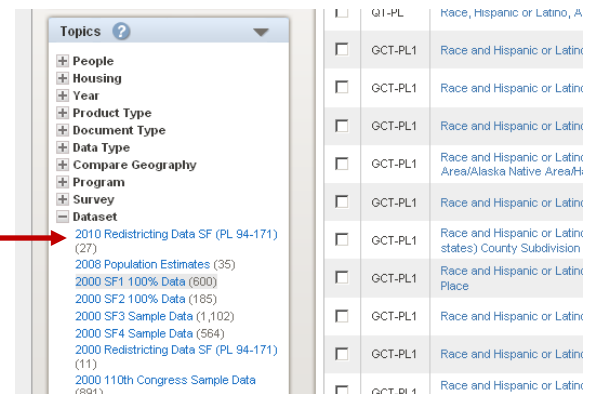 Topics ?
+ People
+ Housing
+ Year
+ Product Type
+ Document Type
+ Data Type
+ Compare Geography
+ Program
+ Survey
− Dataset
2010 Redistricting Data SF (PL 94-171)
(27)
2008 Population Estimates (35)
2000 SF1 100% Data (600)
2000 SF2 100% Data (185)
2000 SF3 Sample Data (1,102)
2000 SF4 Sample Data (564)
2000 Redistricting Data SF (PL 94-171)
(11)
2000 110th Congress Sample Data
(891)
QT-PL Race, Hispanic or Latino, A
GCT-PL1 Race and Hispanic or Latino
GCT-PL1 Race and Hispanic or Latino
GCT-PL1 Race and Hispanic or Latino
GCT-PL1 Race and Hispanic or Latino
Area/Alaska Native Area/Ha
GCT-PL1 Race and Hispanic or Latino
GCT-PL1 Race and Hispanic or Latino
states) County Subdivision
GCT-PL1 Race and Hispanic or Latino
Place
GCT-PL1 Race and Hispanic or Latino
GCT-PL1 Race and Hispanic or Latino
GCT-PL1 Race and Hispanic or Latino